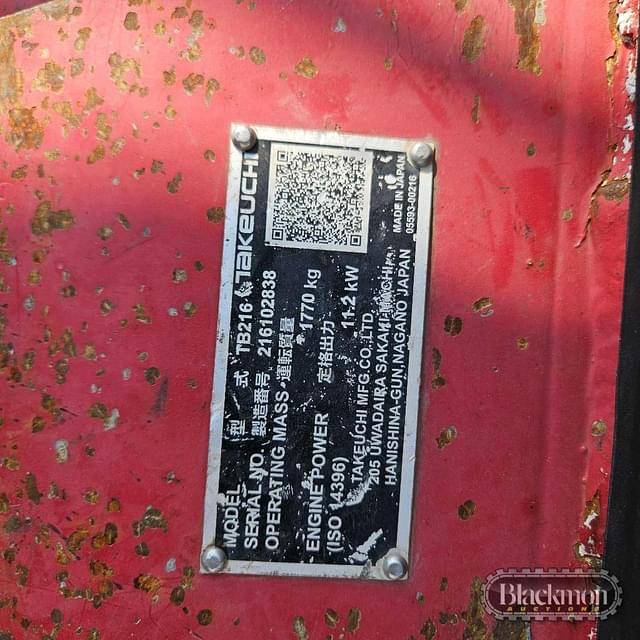 TAKEUCHI
MODEL 型 式 TB216
SERIAL NO. 製造番号 216102838
OPERATING MASS 運転質量 1770 kg
ENGINE POWER 定格出力 11.2 kW
(ISO 14396)
TAKEUCHI MFG.CO.,LTD.
205 UWADAIRA SAKAKI-MACHI
HANISHINA-GUN,NAGANO JAPAN
MADE IN JAPAN
05593-00216
Blackmon
AUCTIONS